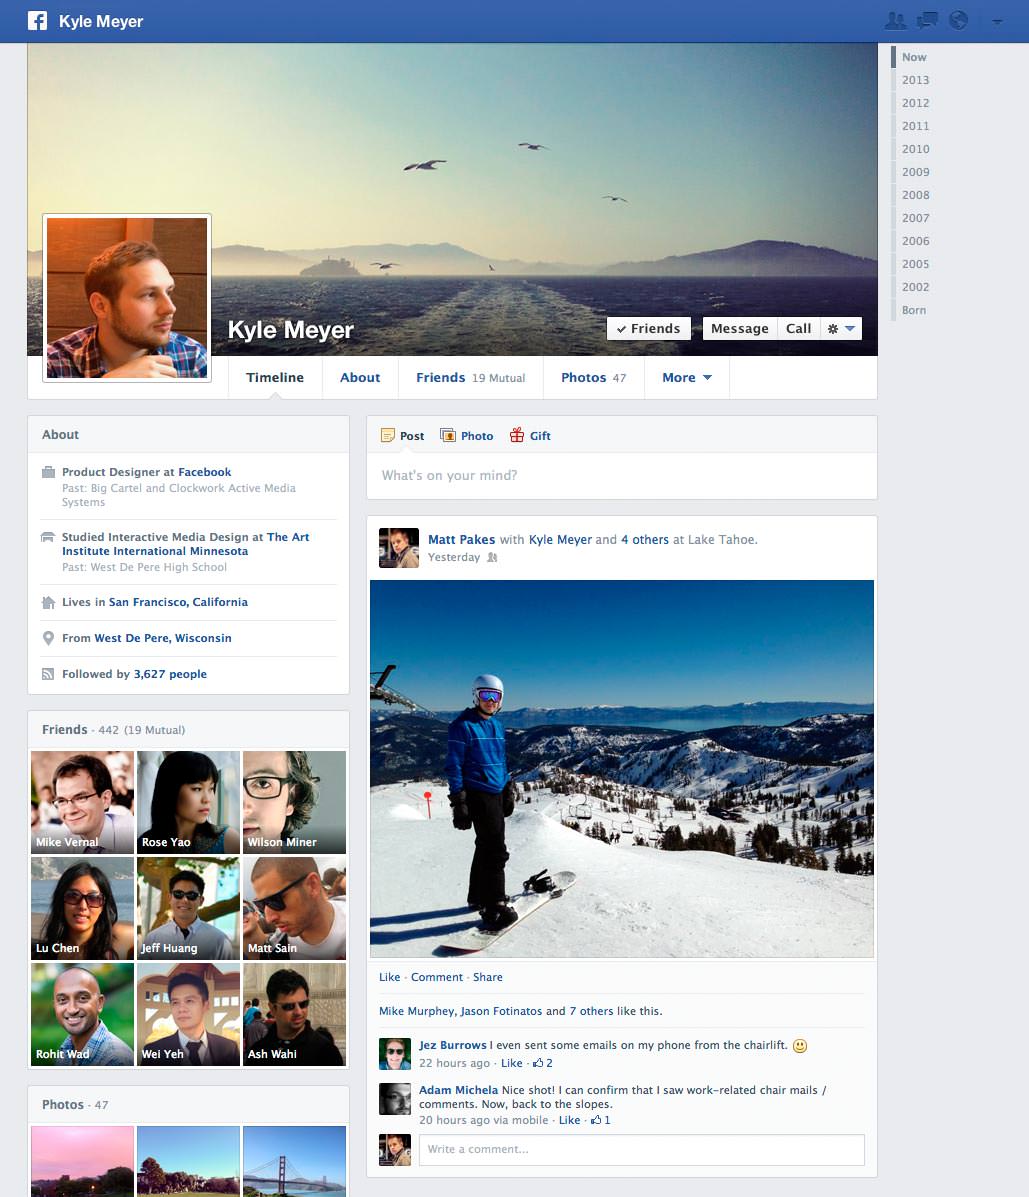 Kyle Meyer
Now
2013
2012
2011
2010
2009
2008
2007
2006
2005
2002
Born
Kyle Meyer
Friends
Message
Call
Timeline
About
Friends 19 Mutual
Photos 47
More
About
Product Designer at Facebook
Past: Big Cartel and Clockwork Active Media
Systems
Studied Interactive Media Design at The Art
Institute International Minnesota
Past: West De Pere High School
Lives in San Francisco, California
From West De Pere, Wisconsin
Followed by 3,627 people
Friends · 442 (19 Mutual)
Mike Vernal
Rose Yao
Wilson Miner
Lu Chen
Jeff Huang
Matt Sain
Rohit Wad
Wei Yeh
Ash Wahi
Photos · 47
Post
Photo
Gift
What's on your mind?
Matt Pakes with Kyle Meyer and 4 others at Lake Tahoe.
Yesterday
Like · Comment · Share
Mike Murphey, Jason Fotinatos and 7 others like this.
Jez Burrows I even sent some emails on my phone from the chairlift.
22 hours ago · Like · 2
Adam Michela Nice shot! I can confirm that I saw work-related chair mails /
comments. Now, back to the slopes.
20 hours ago via mobile · Like · 1
Write a comment...